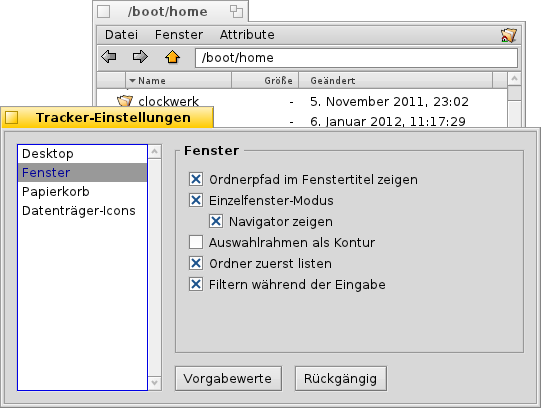 /boot/home
Datei Fenster Attribute
/boot/home
Name Größe Geändert
clockwerk - 5. November 2011, 23:02
- 6. Januar 2012, 11:17:29
Tracker-Einstellungen
Desktop
Fenster
Papierkorb
Datenträger-Icons
Fenster
Ordnerpfad im Fenstertitel zeigen
Einzelfenster-Modus
Navigator zeigen
Auswahlrahmen als Kontur
Ordner zuerst listen
Filtern während der Eingabe
Vorgabewerte Rückgängig